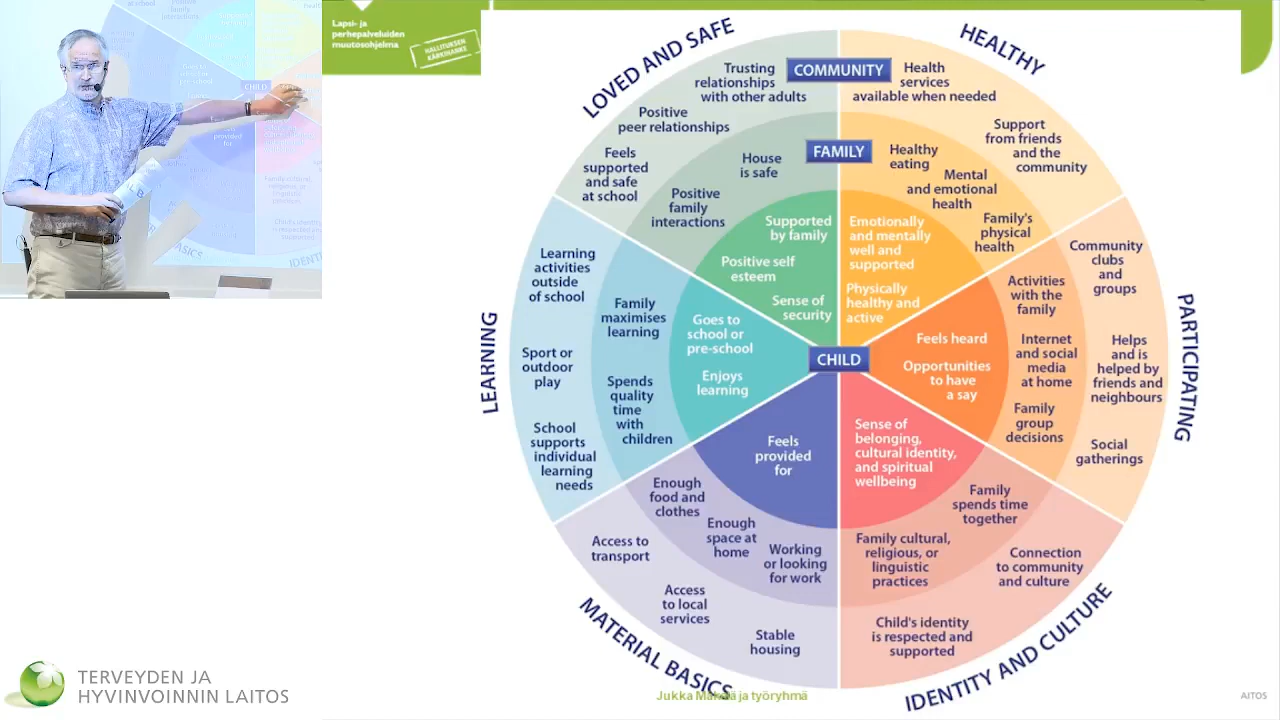 Lapsi- ja
perhepalveluiden
muutosohjelma
HALLITUKSEN
KÄRKIHANKE
LOVED AND SAFE
HEALTHY
PARTICIPATING
IDENTITY AND CULTURE
MATERIAL BASICS
LEARNING
COMMUNITY
FAMILY
CHILD
Trusting
relationships
with other adults
Positive
peer relationships
Feels
supported
and safe
at school
House
is safe
Positive
family
interactions
Supported
by family
Positive self
esteem
Sense of
security
Health
services
available when needed
Support
from friends
and the
community
Healthy
eating
Mental
and emotional
health
Family's
physical
health
Emotionally
and mentally
well and
supported
Physically
healthy and
active
Community
clubs
and
groups
Helps
and is
helped by
friends and
neighbours
Social
gatherings
Activities
with the
family
Internet
and social
media
at home
Family
group
decisions
Feels heard
Opportunities
to have
a say
Sense of
belonging,
cultural identity,
and spiritual
wellbeing
Family
spends time
together
Family cultural,
religious, or
linguistic
practices
Connection
to community
and culture
Child's identity
is respected and
supported
Feels
provided
for
Enough
food and
clothes
Enough
space at
home
Working
or looking
for work
Access to
transport
Access
to local
services
Stable
housing
Goes to
school or
pre-school
Enjoys
learning
Family
maximises
learning
Spends
quality
time
with
children
Learning
activities
outside
of school
Sport or
outdoor
play
School
supports
individual
learning
needs
Jukka Mäkelä ja työryhmä
AITOS
TERVEYDEN JA
HYVINVOINNIN LAITOS
CHILD